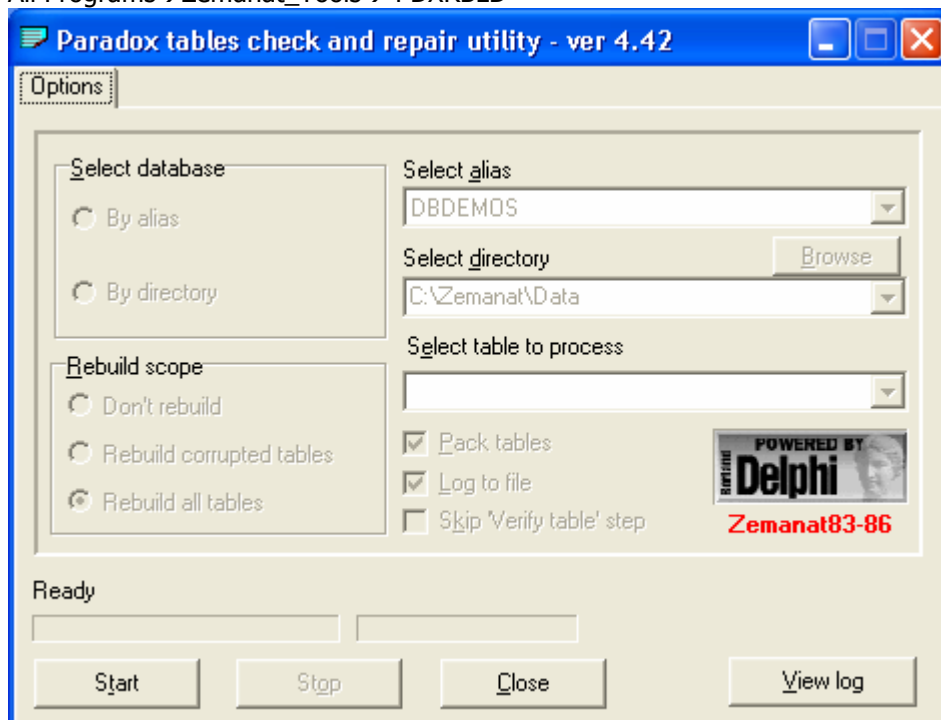 Paradox tables check and repair utility - ver 4.42
Options
Select database
By alias
By directory
Rebuild scope
Don't rebuild
Rebuild corrupted tables
Rebuild all tables
Select alias
DBDEMOS
Select directory
Browse
C:\Zemanat\Data
Select table to process
Pack tables
Log to file
Skip 'Verify table' step
POWERED BY
Borland
Delphi
Zemanat83-86
Ready
Start
Stop
Close
View log